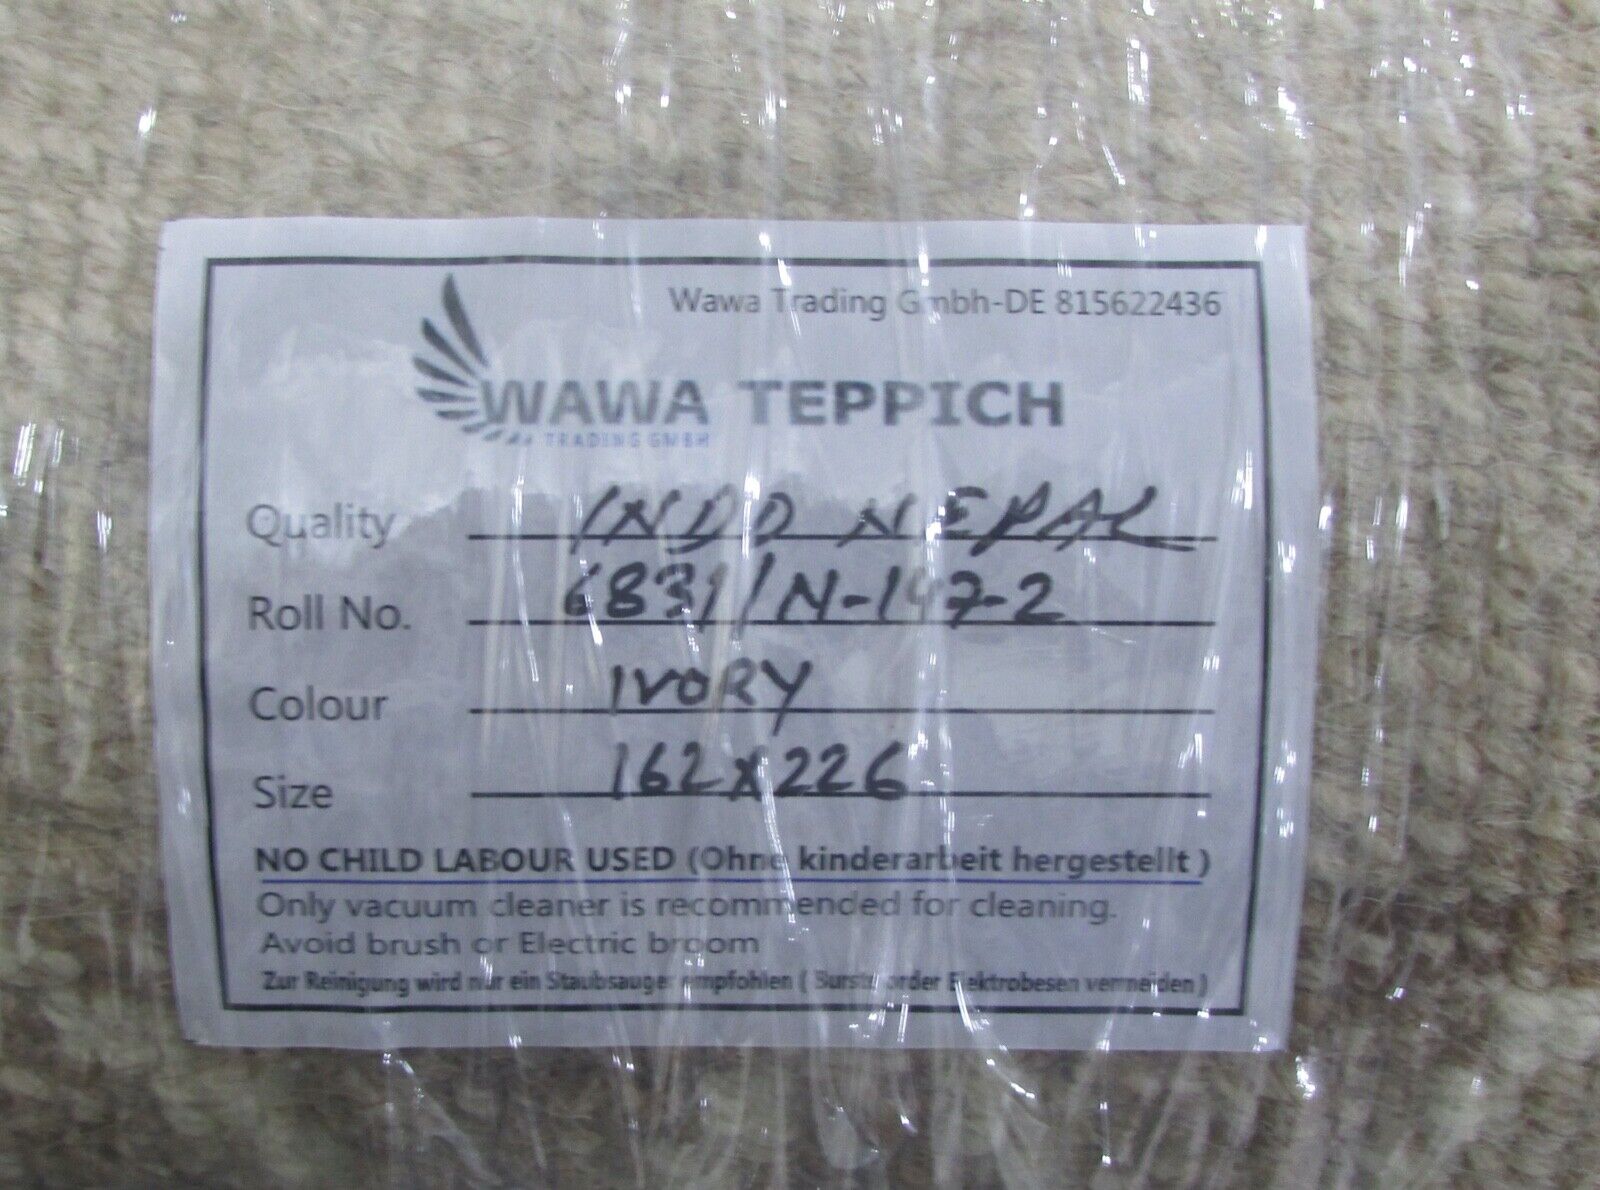 Wawa Trading Gmbh-DE 815622436
WAWA TEPPICH
TRADING GMBH
Quality INDO NEPAL
Roll No. 6831/N-147-2
Colour IVORY
Size 162x226
NO CHILD LABOUR USED (Ohne kinderarbeit hergestellt )
Only vacuum cleaner is recommended for cleaning.
Avoid brush or Electric broom
Zur Reinigung wird nur ein Staubsauger empfohlen ( Burste order Elektrobesen vermeiden )